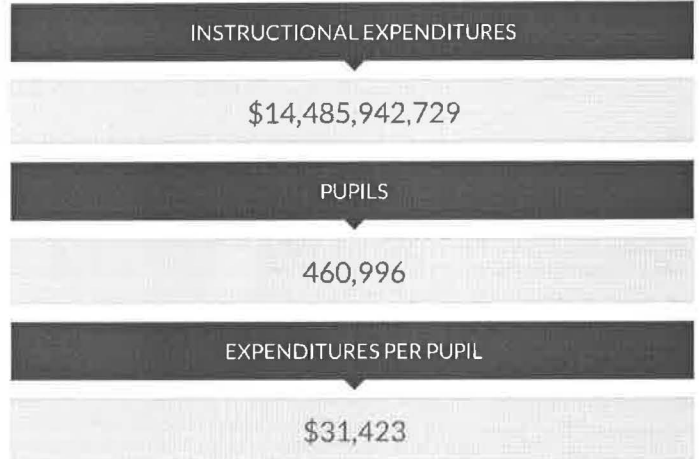 INSTRUCTIONAL EXPENDITURES
$14,485,942,729
PUPILS
460,996
EXPENDITURES PER PUPIL
$31,423